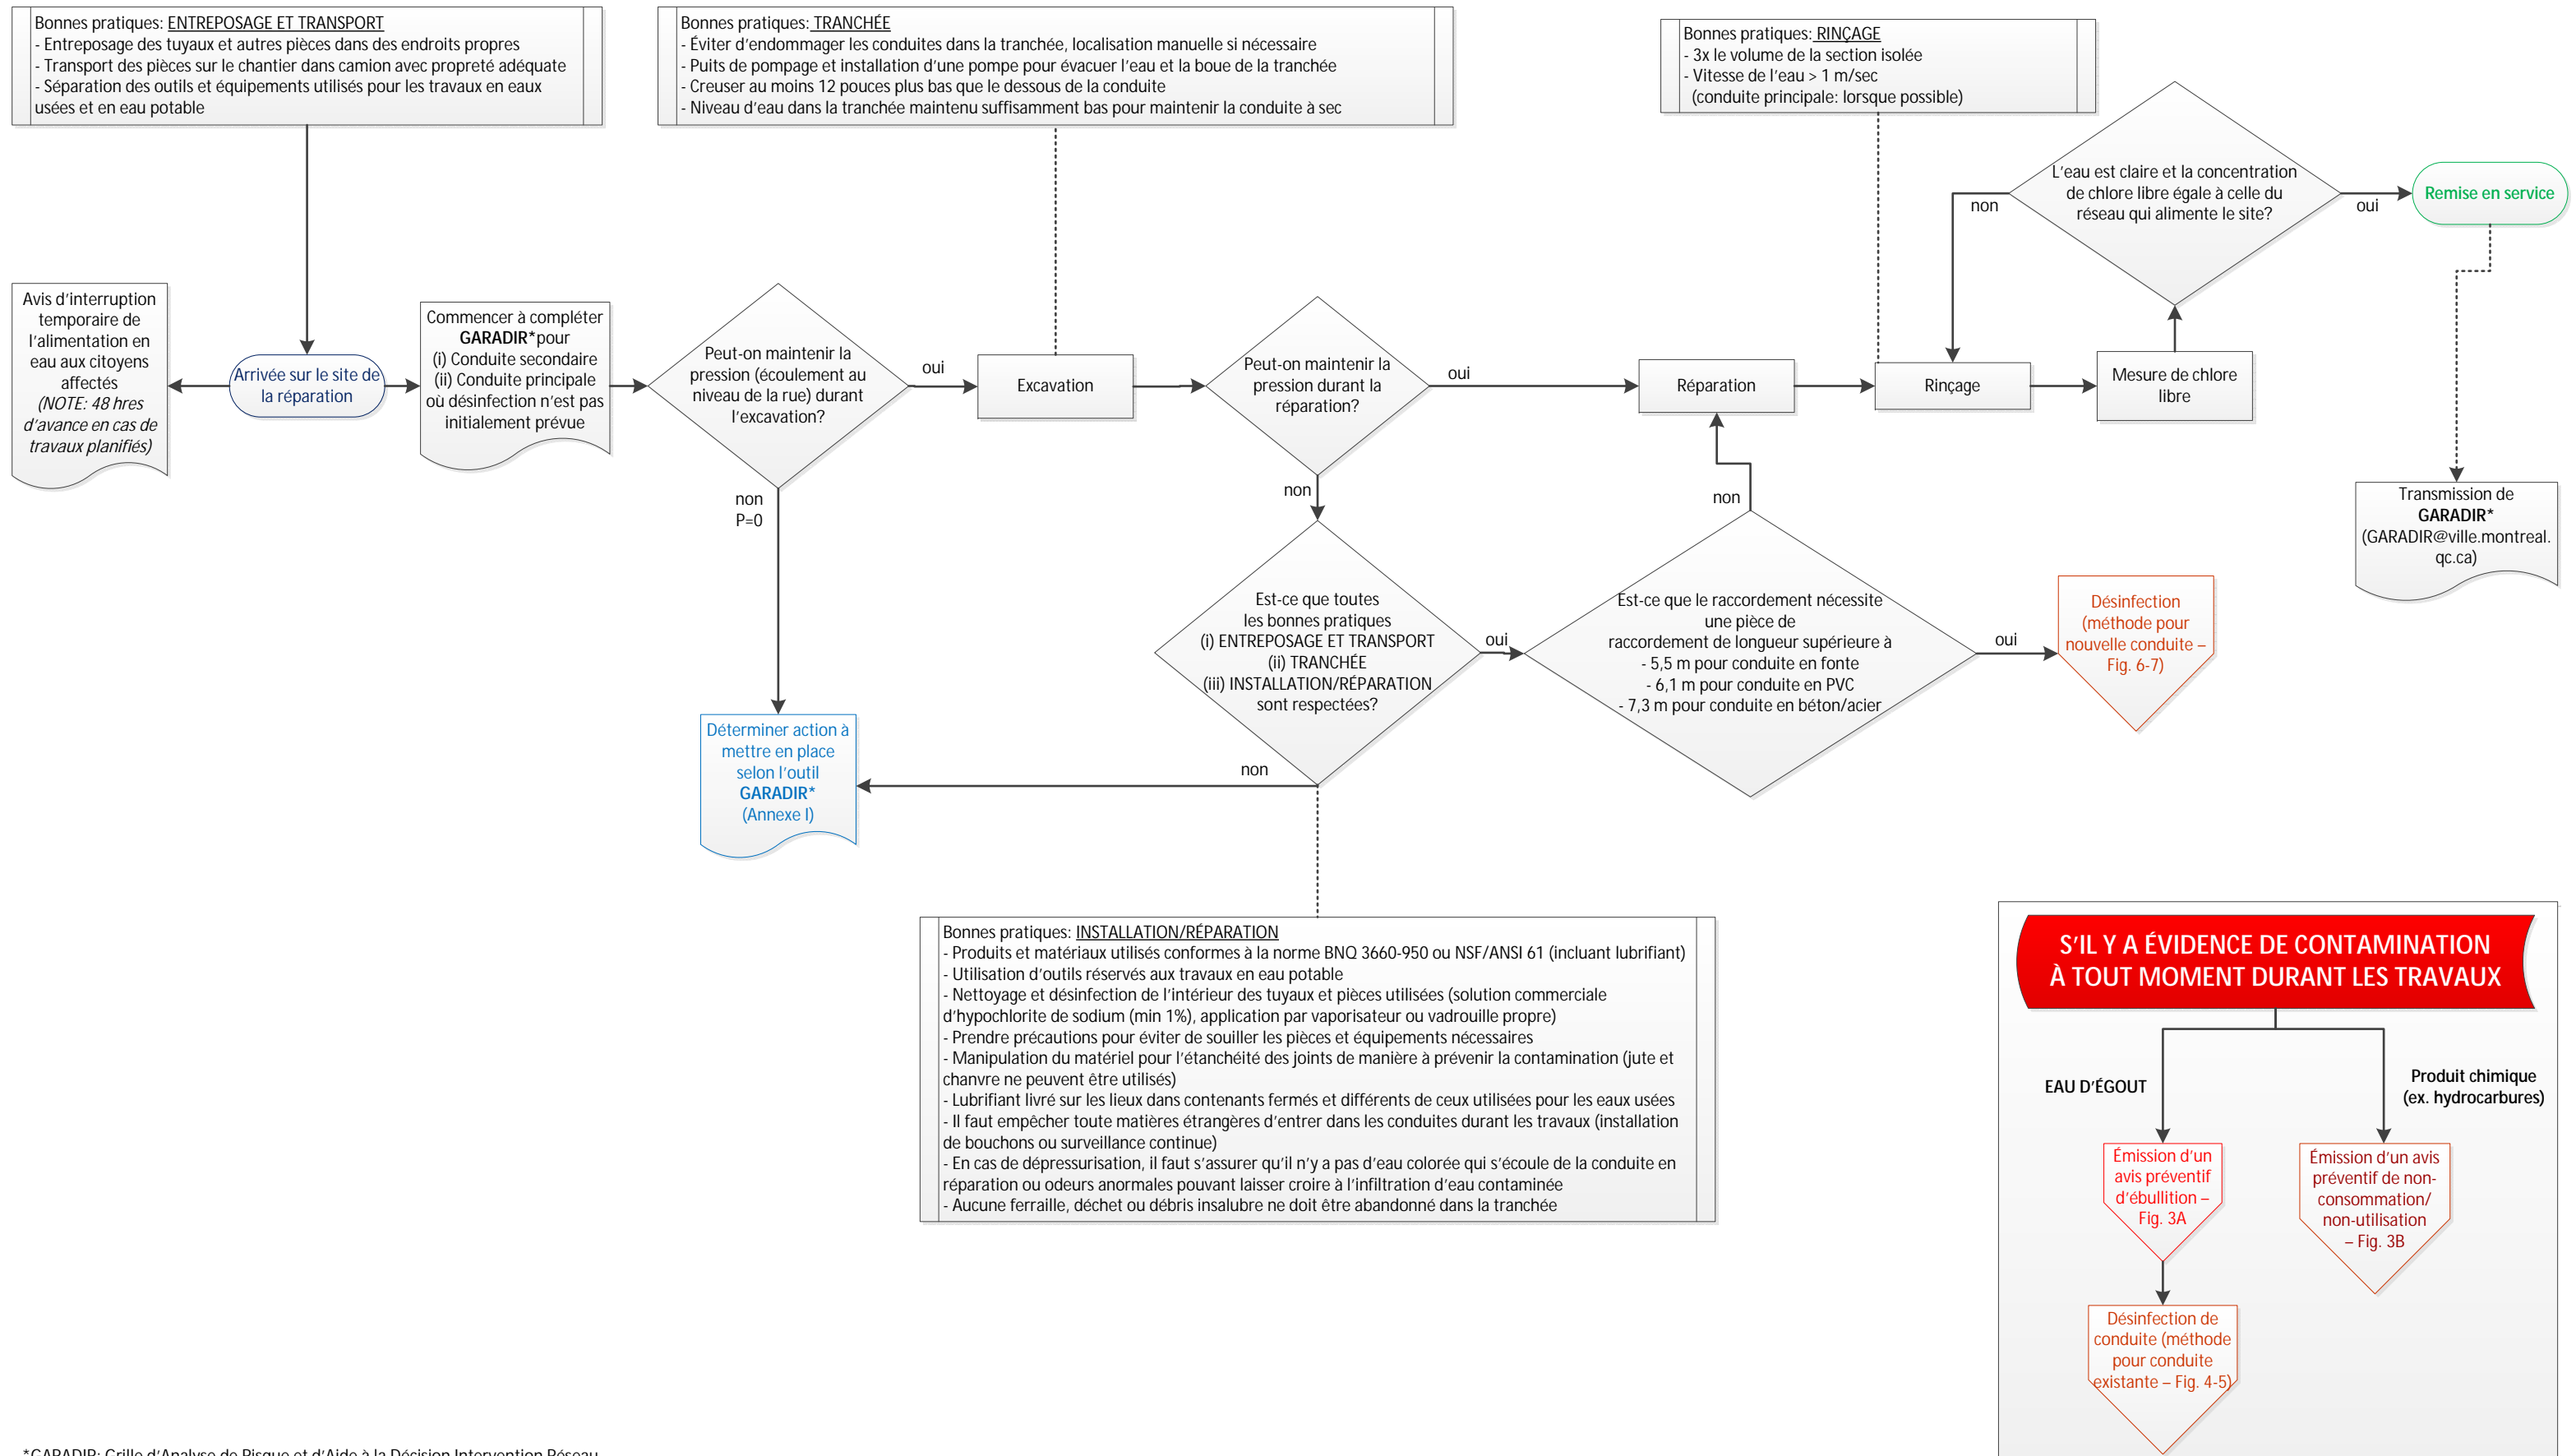 Bonnes pratiques: ENTREPOSAGE ET TRANSPORT
- Entreposage des tuyaux et autres pièces dans des endroits propres
- Transport des pièces sur le chantier dans camion avec propreté adéquate
- Séparation des outils et équipements utilisés pour les travaux en eaux
usées et en eau potable
Bonnes pratiques: TRANCHÉE
- Éviter d'endommager les conduites dans la tranchée, localisation manuelle si nécessaire
- Puits de pompage et installation d'une pompe pour évacuer l'eau et la boue de la tranchée
- Creuser au moins 12 pouces plus bas que le dessous de la conduite
- Niveau d'eau dans la tranchée maintenu suffisamment bas pour maintenir la conduite à sec
Bonnes pratiques: RINÇAGE
- 3x le volume de la section isolée
- Vitesse de l'eau > 1 m/sec
(conduite principale: lorsque possible)
L'eau est claire et la concentration
de chlore libre égale à celle du
réseau qui alimente le site?
non
oui
Remise en service
Avis d'interruption
temporaire de
l'alimentation en
eau aux citoyens
affectés
(NOTE: 48 hres
d'avance en cas de
travaux planifiés)
Arrivée sur le site de
la réparation
Commencer à compléter
GARADIR*pour
(i) Conduite secondaire
(ii) Conduite principale
où désinfection n'est pas
initialement prévue
Peut-on maintenir la
pression (écoulement au
niveau de la rue) durant
l'excavation?
oui
non
P=0
Excavation
Peut-on maintenir la
pression durant la
réparation?
oui
non
Réparation
Rinçage
Mesure de chlore
libre
Transmission de
GARADIR*
(GARADIR@ville.montreal.
qc.ca)
Est-ce que toutes
les bonnes pratiques
(i) ENTREPOSAGE ET TRANSPORT
(ii) TRANCHÉE
(iii) INSTALLATION/RÉPARATION
sont respectées?
oui
non
Est-ce que le raccordement nécessite
une pièce de
raccordement de longueur supérieure à
- 5,5 m pour conduite en fonte
- 6,1 m pour conduite en PVC
- 7,3 m pour conduite en béton/acier
non
oui
Désinfection
(méthode pour
nouvelle conduite –
Fig. 6-7)
Déterminer action à
mettre en place
selon l'outil
GARADIR*
(Annexe I)
Bonnes pratiques: INSTALLATION/RÉPARATION
- Produits et matériaux utilisés conformes à la norme BNQ 3660-950 ou NSF/ANSI 61 (incluant lubrifiant)
- Utilisation d'outils réservés aux travaux en eau potable
- Nettoyage et désinfection de l'intérieur des tuyaux et pièces utilisées (solution commerciale
d'hypochlorite de sodium (min 1%), application par vaporisateur ou vadrouille propre)
- Prendre précautions pour éviter de souiller les pièces et équipements nécessaires
- Manipulation du matériel pour l'étanchéité des joints de manière à prévenir la contamination (jute et
chanvre ne peuvent être utilisés)
- Lubrifiant livré sur les lieux dans contenants fermés et différents de ceux utilisées pour les eaux usées
- Il faut empêcher toute matières étrangères d'entrer dans les conduites durant les travaux (installation
de bouchons ou surveillance continue)
- En cas de dépressurisation, il faut s'assurer qu'il n'y a pas d'eau colorée qui s'écoule de la conduite en
réparation ou odeurs anormales pouvant laisser croire à l'infiltration d'eau contaminée
- Aucune ferraille, déchet ou débris insalubre ne doit être abandonné dans la tranchée
S'IL Y A ÉVIDENCE DE CONTAMINATION
À TOUT MOMENT DURANT LES TRAVAUX
EAU D'ÉGOUT
Produit chimique
(ex. hydrocarbures)
Émission d'un
avis préventif
d'ébullition –
Fig. 3A
Émission d'un avis
préventif de non-
consommation/
non-utilisation
– Fig. 3B
Désinfection de
conduite (méthode
pour conduite
existante – Fig. 4-5)
*GARADIR: Grille d'Analyse de Risque et d'Aide à la Décision Intervention Réseau